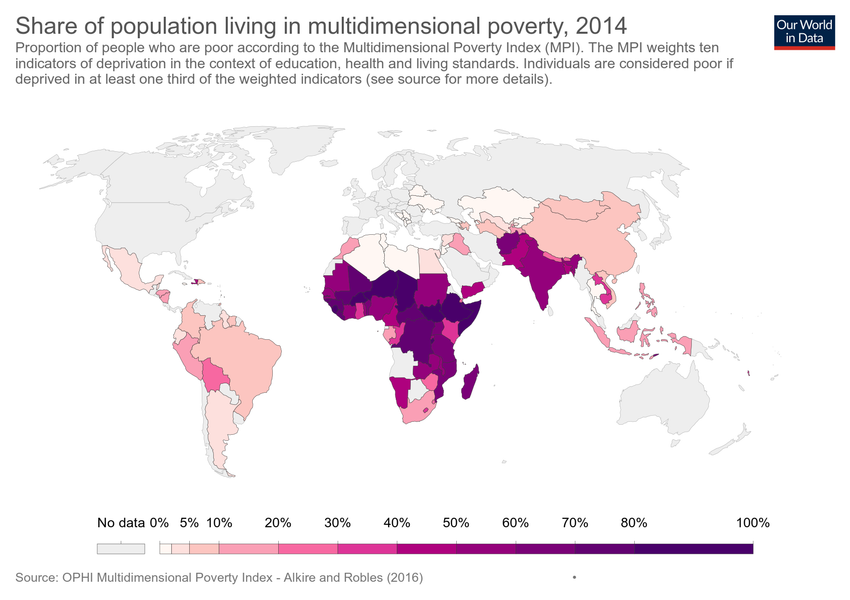 Share of population living in multidimensional poverty, 2014
Our World
in Data
Proportion of people who are poor according to the Multidimensional Poverty Index (MPI). The MPI weights ten
indicators of deprivation in the context of education, health and living standards. Individuals are considered poor if
deprived in at least one third of the weighted indicators (see source for more details).
No data 0% 5% 10% 20% 30% 40% 50% 60% 70% 80% 100%
Source: OPHI Multidimensional Poverty Index - Alkire and Robles (2016) •